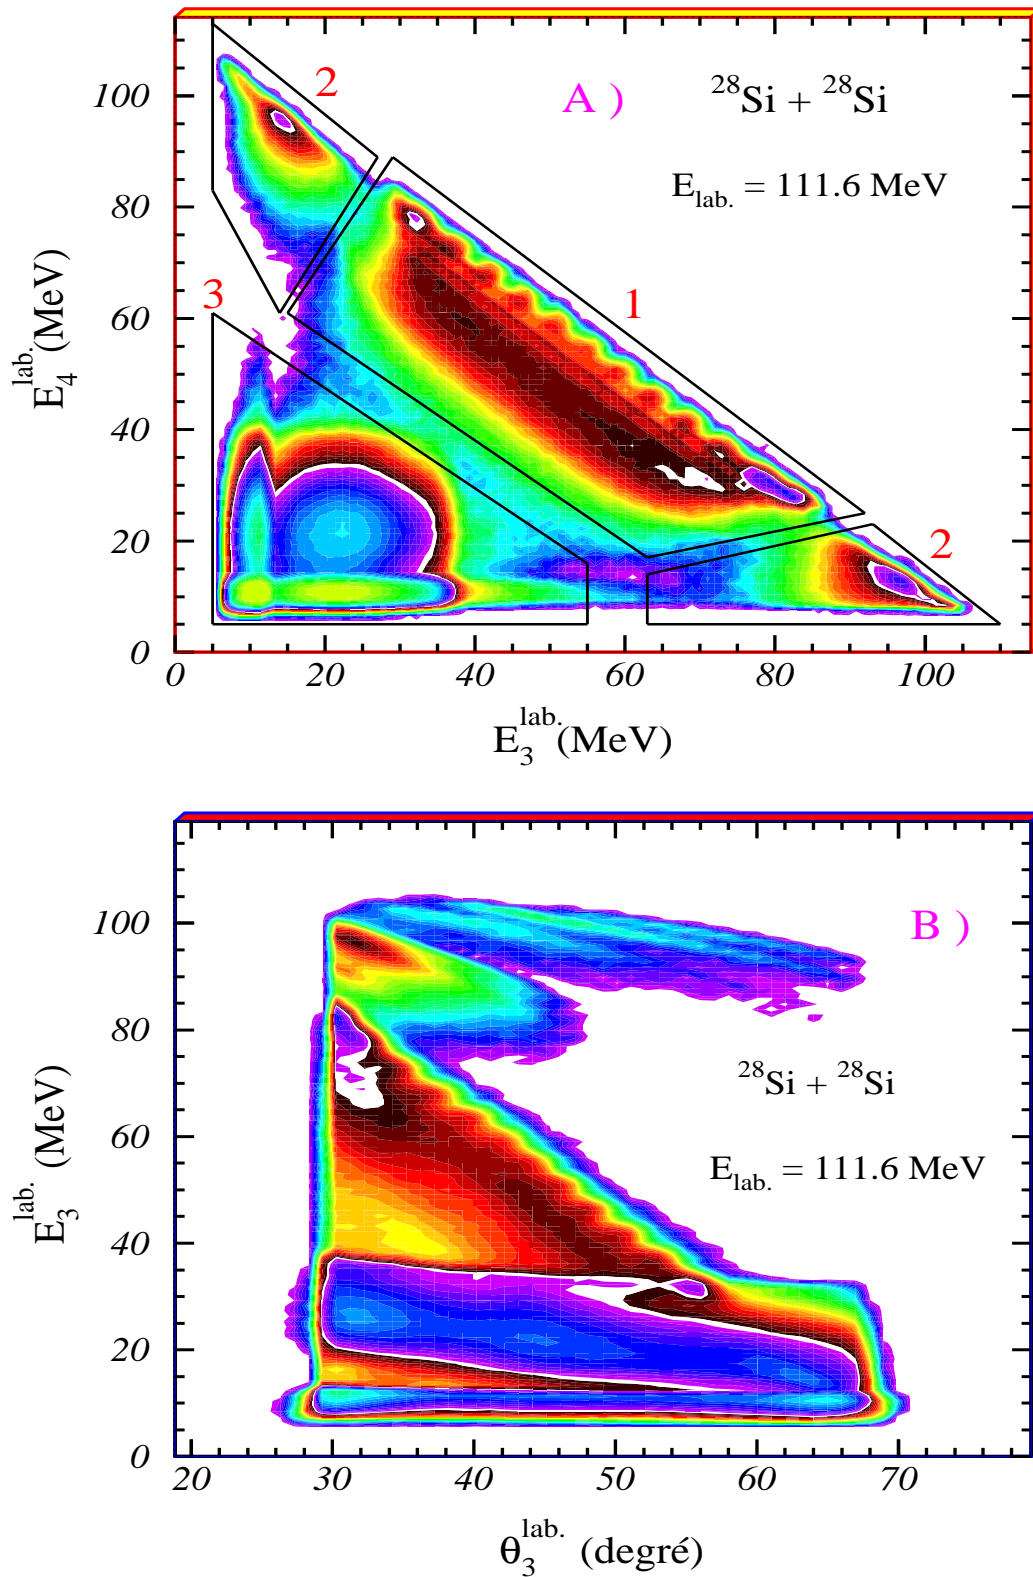 A )
²⁸Si + ²⁸Si
E_lab. = 111.6 MeV
2
3
1
2
100
80
60
40
20
0
E₄^lab. (MeV)
0 20 40 60 80 100
E₃^lab. (MeV)
B )
²⁸Si + ²⁸Si
E_lab. = 111.6 MeV
100
80
60
40
20
0
E₃^lab. (MeV)
20 30 40 50 60 70
θ₃^lab. (degré)